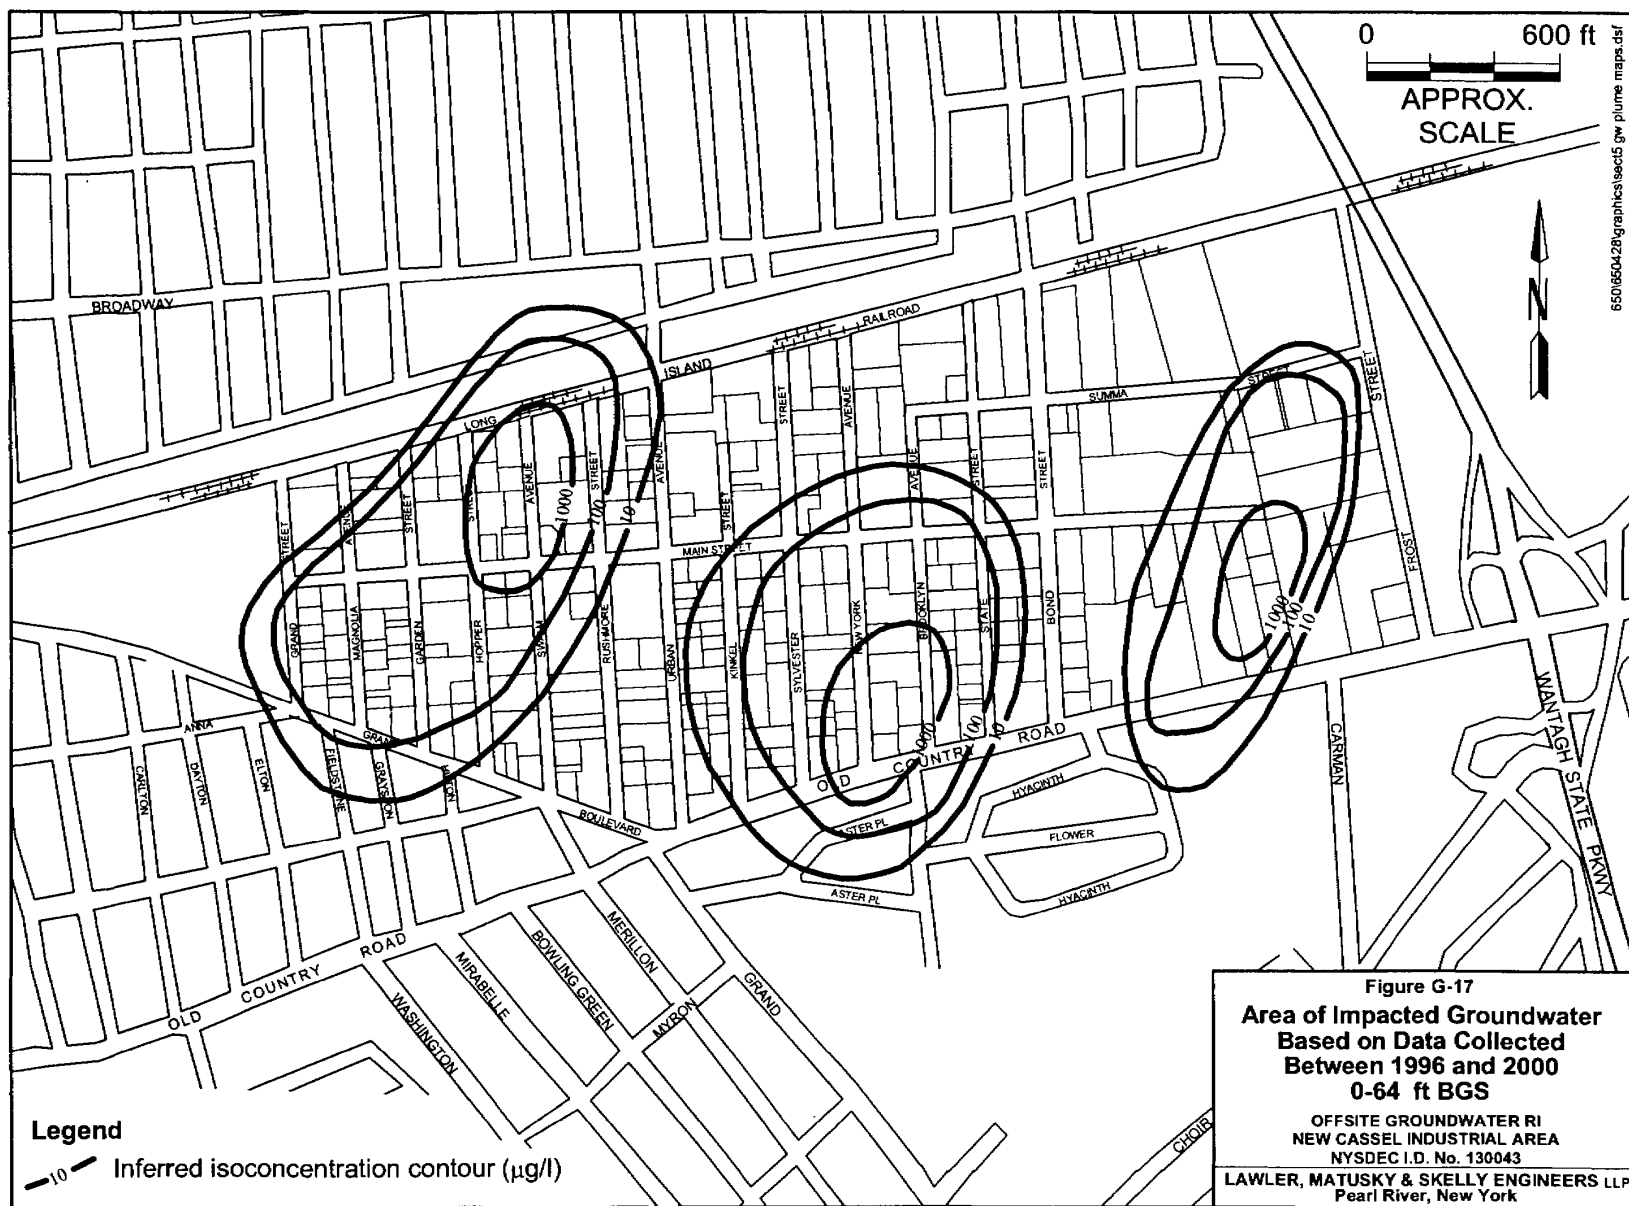 0 600 ft
APPROX.
SCALE
650\650428\graphics\sect5 gw plume maps.dsf
N
BROADWAY
LONG
ISLAND
RAILROAD
SUMMA
STREET
STREET
FROST
STREET
AVENUE
STREET
AVENUE
STREET
AVENUE
STREET
STREET
AVENUE
AVENUE
STREET
STREET
STREET
MAIN STREET
1000
100
10
GRAND
MAGNOLIA
GARDEN
HOPPER
SWALM
RUSHMORE
URBAN
KINKEL
SYLVESTER
NEW YORK
BROOKLYN
STATE
BOND
1000
100
10
1000
100
10
ANNA
GRAND
BOULEVARD
CARLYON
DAYTON
ELTON
FIELDSTONE
GRAYSON
OLD COUNTRY ROAD
HYACINTH
FLOWER
HYACINTH
ASTER PL
ASTER PL
CARMAN
WANTAGH STATE PKWY
OLD COUNTRY ROAD
WASHINGTON
MIRABELLE
BOWLING GREEN
MERILLON
MYRON
GRAND
CHOIR
Legend
10 Inferred isoconcentration contour (µg/l)
Figure G-17
Area of Impacted Groundwater
Based on Data Collected
Between 1996 and 2000
0-64 ft BGS
OFFSITE GROUNDWATER RI
NEW CASSEL INDUSTRIAL AREA
NYSDEC I.D. No. 130043
LAWLER, MATUSKY & SKELLY ENGINEERS LLP
Pearl River, New York